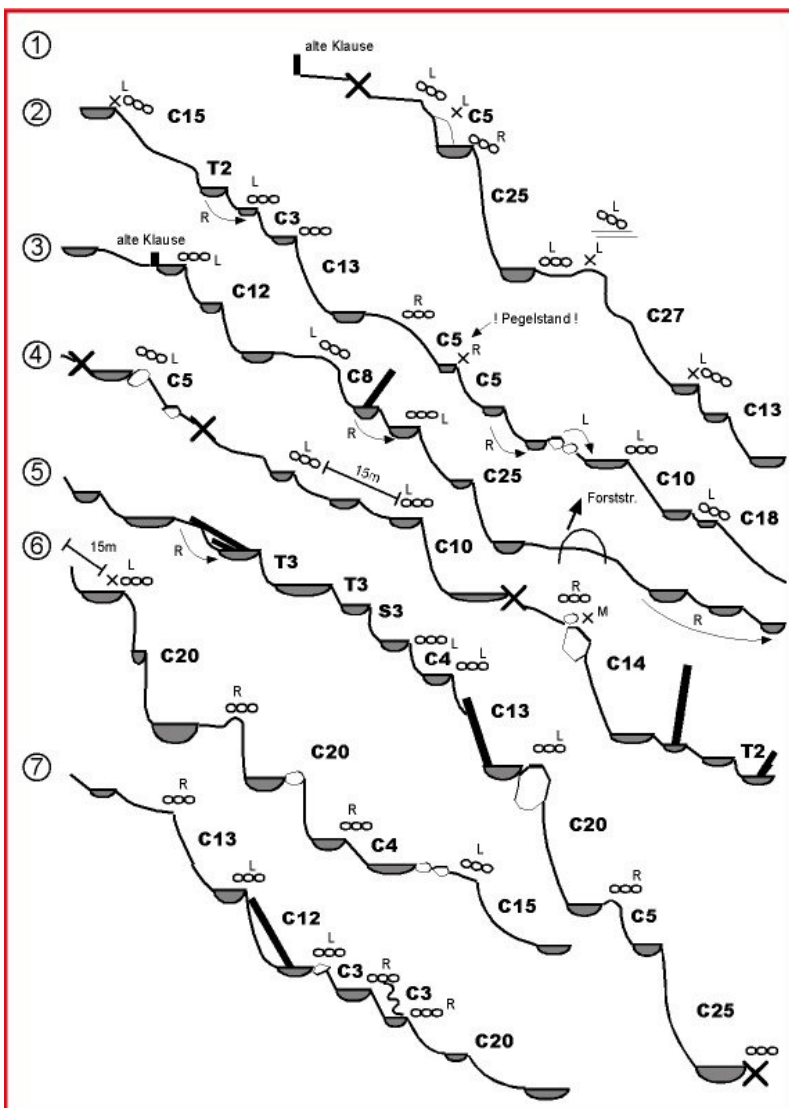 ①
alte Klause
L
L
C5
R
②
L
C15
C25
T2
L
R
C3
L
L
alte Klause
L
③
C13
C12
R
C27
④
L
C5
L
C8
C5
! Pegelstand !
R
C5
L
C13
L
R
R
L
L
C10
L
15m
L
C25
L
C18
⑤
C10
Forststr.
⑥
15m
L
R
T3
T3
S3
R
M
R
L
C4
L
C14
C20
C13
T2
R
L
⑦
C20
C20
R
R
C13
C4
L
R
C5
L
C12
C15
L
C3
R
C3
R
C25
C20